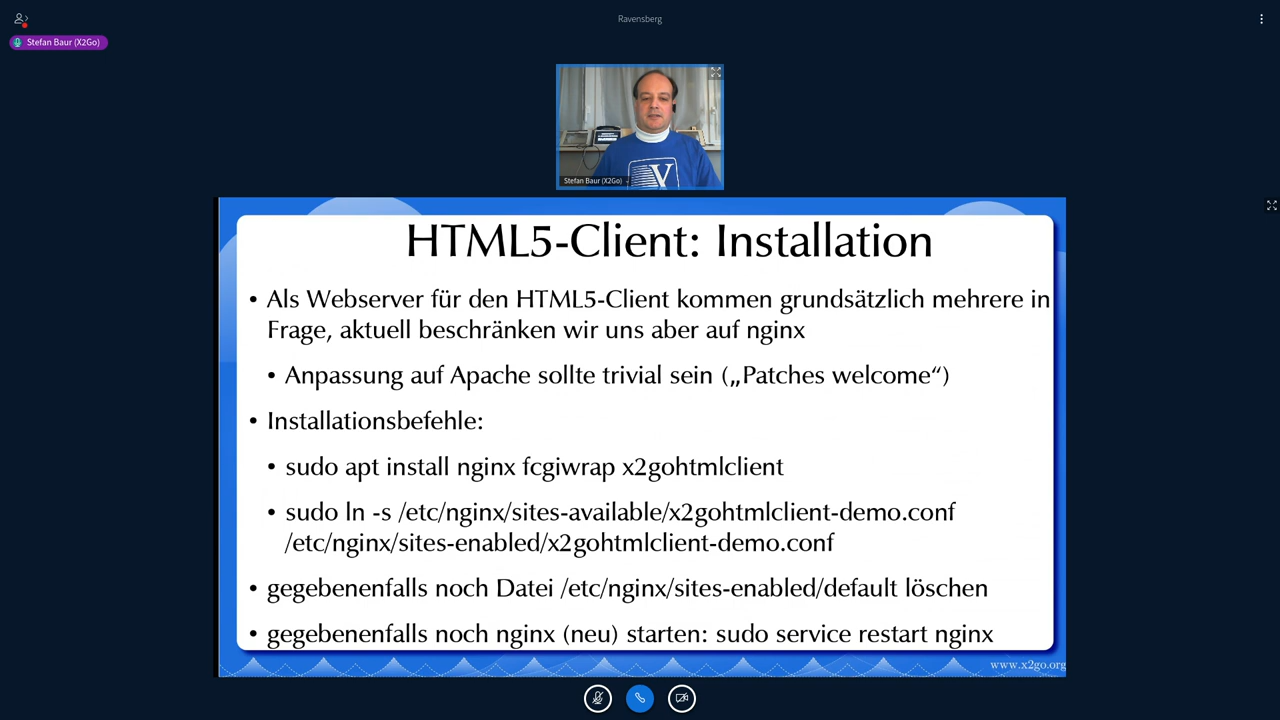 Ravensberg
Stefan Baur (X2Go)
Stefan Baur (X2Go)
HTML5-Client: Installation
• Als Webserver für den HTML5-Client kommen grundsätzlich mehrere in
Frage, aktuell beschränken wir uns aber auf nginx
• Anpassung auf Apache sollte trivial sein („Patches welcome“)
• Installationsbefehle:
• sudo apt install nginx fcgiwrap x2gohtmlclient
• sudo ln -s /etc/nginx/sites-available/x2gohtmlclient-demo.conf
/etc/nginx/sites-enabled/x2gohtmlclient-demo.conf
• gegebenenfalls noch Datei /etc/nginx/sites-enabled/default löschen
• gegebenenfalls noch nginx (neu) starten: sudo service restart nginx
www.x2go.org